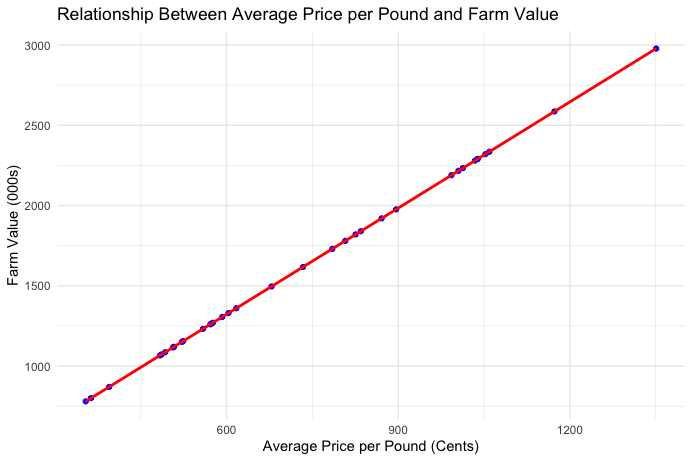 Relationship Between Average Price per Pound and Farm Value
3000
2500
2000
1500
1000
Farm Value (000s)
600
900
1200
Average Price per Pound (Cents)